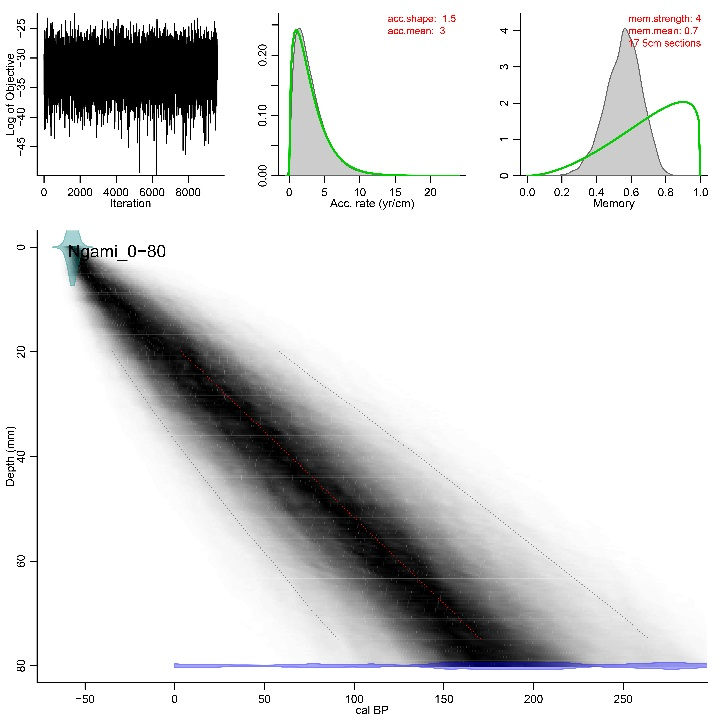 −25
−30
−35
−40
−45
Log of Objective
0 2000 4000 6000 8000
Iteration
0.20
0.10
0.00
acc.shape: 1.5
acc.mean: 3
0 5 10 15 20
Acc. rate (yr/cm)
4
3
2
1
0
mem.strength: 4
mem.mean: 0.7
17 5cm sections
0.0 0.2 0.4 0.6 0.8 1.0
Memory
Ngami_0−80
0
20
40
60
80
Depth (mm)
−50 0 50 100 150 200 250
cal BP